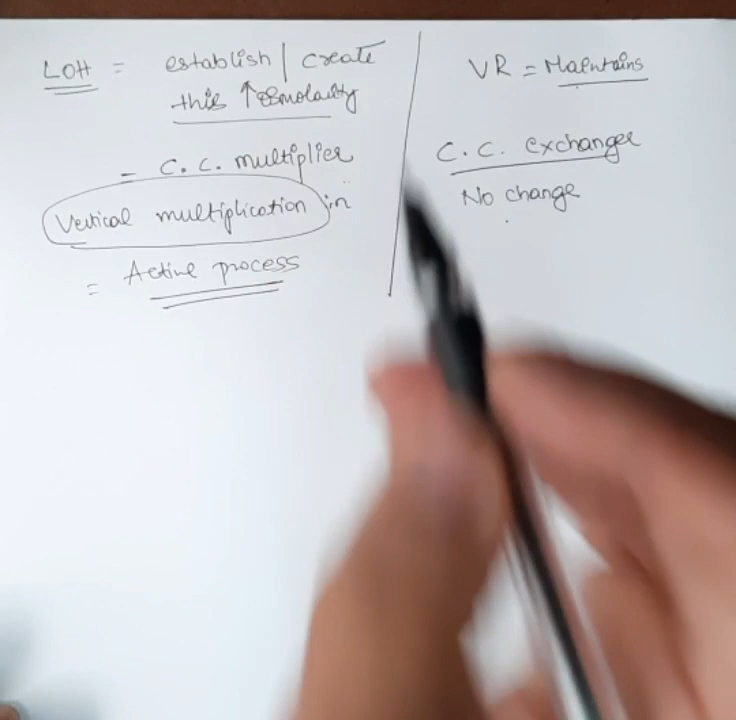 LOH = establish / create
this ↑ osmolarity
= C. C. multiplier
Vertical multiplication in
= Active process
VR = Maintains
C. C. exchanger
No change